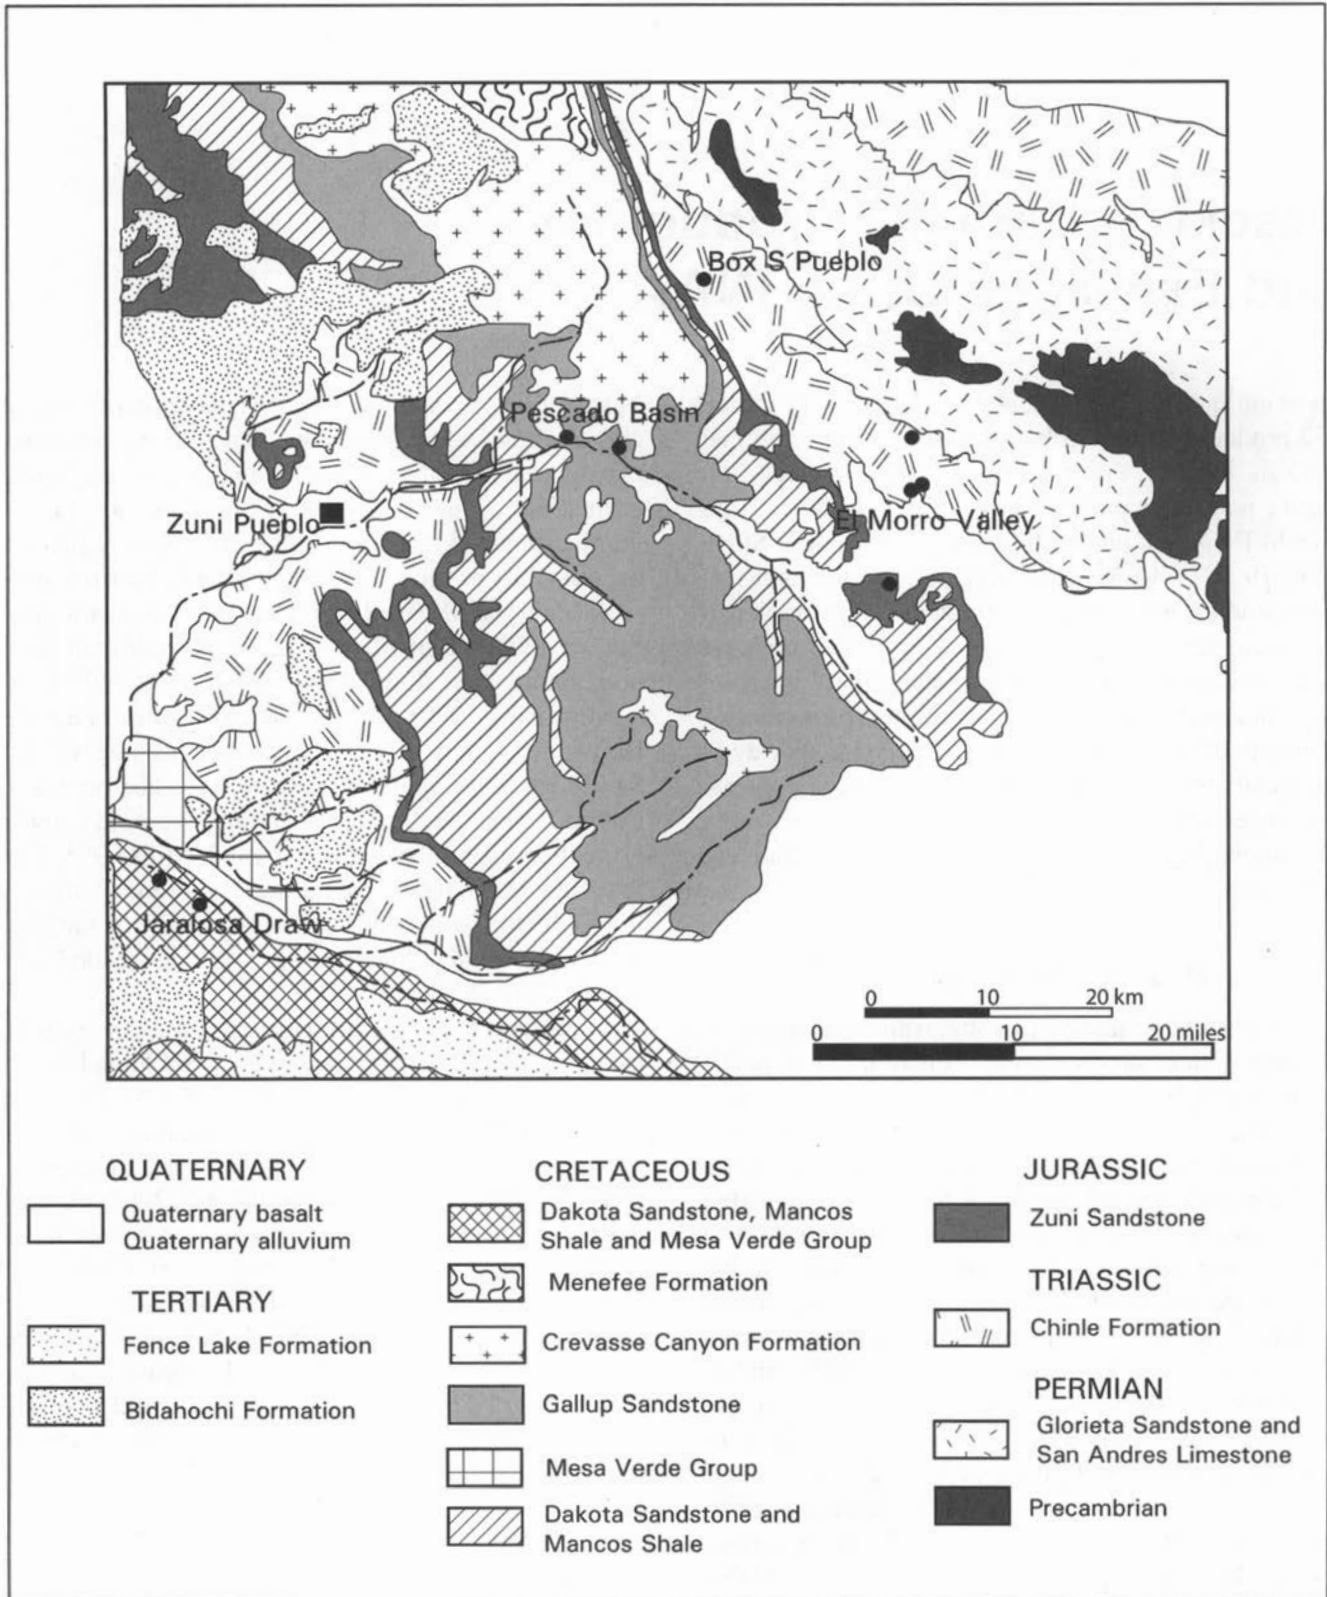 Box S Pueblo
Pescado Basin
Zuni Pueblo
El Morro Valley
Jaralosa Draw
0 10 20 km
0 10 20 miles
QUATERNARY
Quaternary basalt
Quaternary alluvium
TERTIARY
Fence Lake Formation
Bidahochi Formation
CRETACEOUS
Dakota Sandstone, Mancos
Shale and Mesa Verde Group
Menefee Formation
Crevasse Canyon Formation
Gallup Sandstone
Mesa Verde Group
Dakota Sandstone and
Mancos Shale
JURASSIC
Zuni Sandstone
TRIASSIC
Chinle Formation
PERMIAN
Glorieta Sandstone and
San Andres Limestone
Precambrian